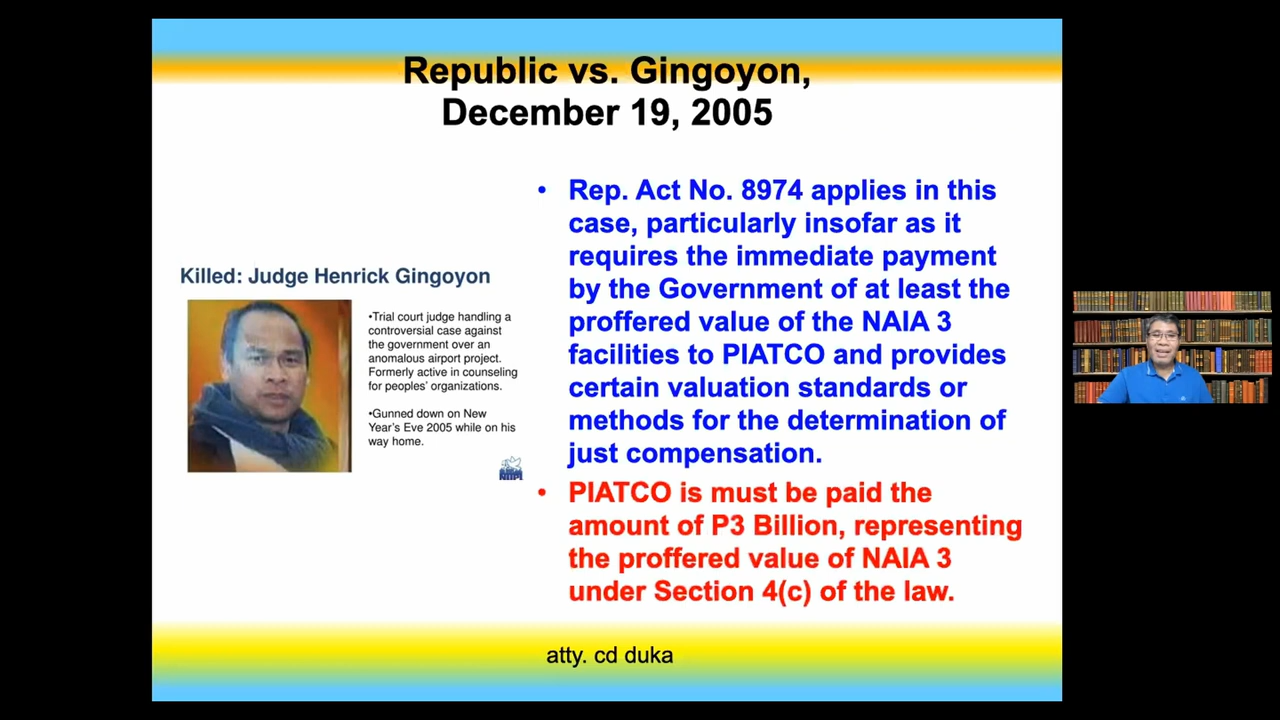 Republic vs. Gingoyon,
December 19, 2005
Killed: Judge Henrick Gingoyon
•Trial court judge handling a
controversial case against
the government over an
anomalous airport project.
Formerly active in counseling
for peoples' organizations.
•Gunned down on New
Year's Eve 2005 while on his
way home.
• Rep. Act No. 8974 applies in this
case, particularly insofar as it
requires the immediate payment
by the Government of at least the
proffered value of the NAIA 3
facilities to PIATCO and provides
certain valuation standards or
methods for the determination of
just compensation.
• PIATCO is must be paid the
amount of P3 Billion, representing
the proffered value of NAIA 3
under Section 4(c) of the law.
atty. cd duka